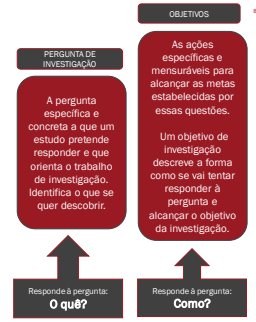 PERGUNTA DE
INVESTIGAÇÃO
A pergunta
específica e
concreta a que um
estudo pretende
responder e que
orienta o trabalho
de investigação.
Identifica o que se
quer descobrir.
Responde à pergunta:
O quê?
OBJETIVOS
As ações
específicas e
mensuráveis para
alcançar as metas
estabelecidas por
essas questões.
Um objetivo de
investigação
descreve a forma
como se vai tentar
responder à
pergunta e
alcançar o objetivo
da investigação.
Responde à pergunta:
Como?